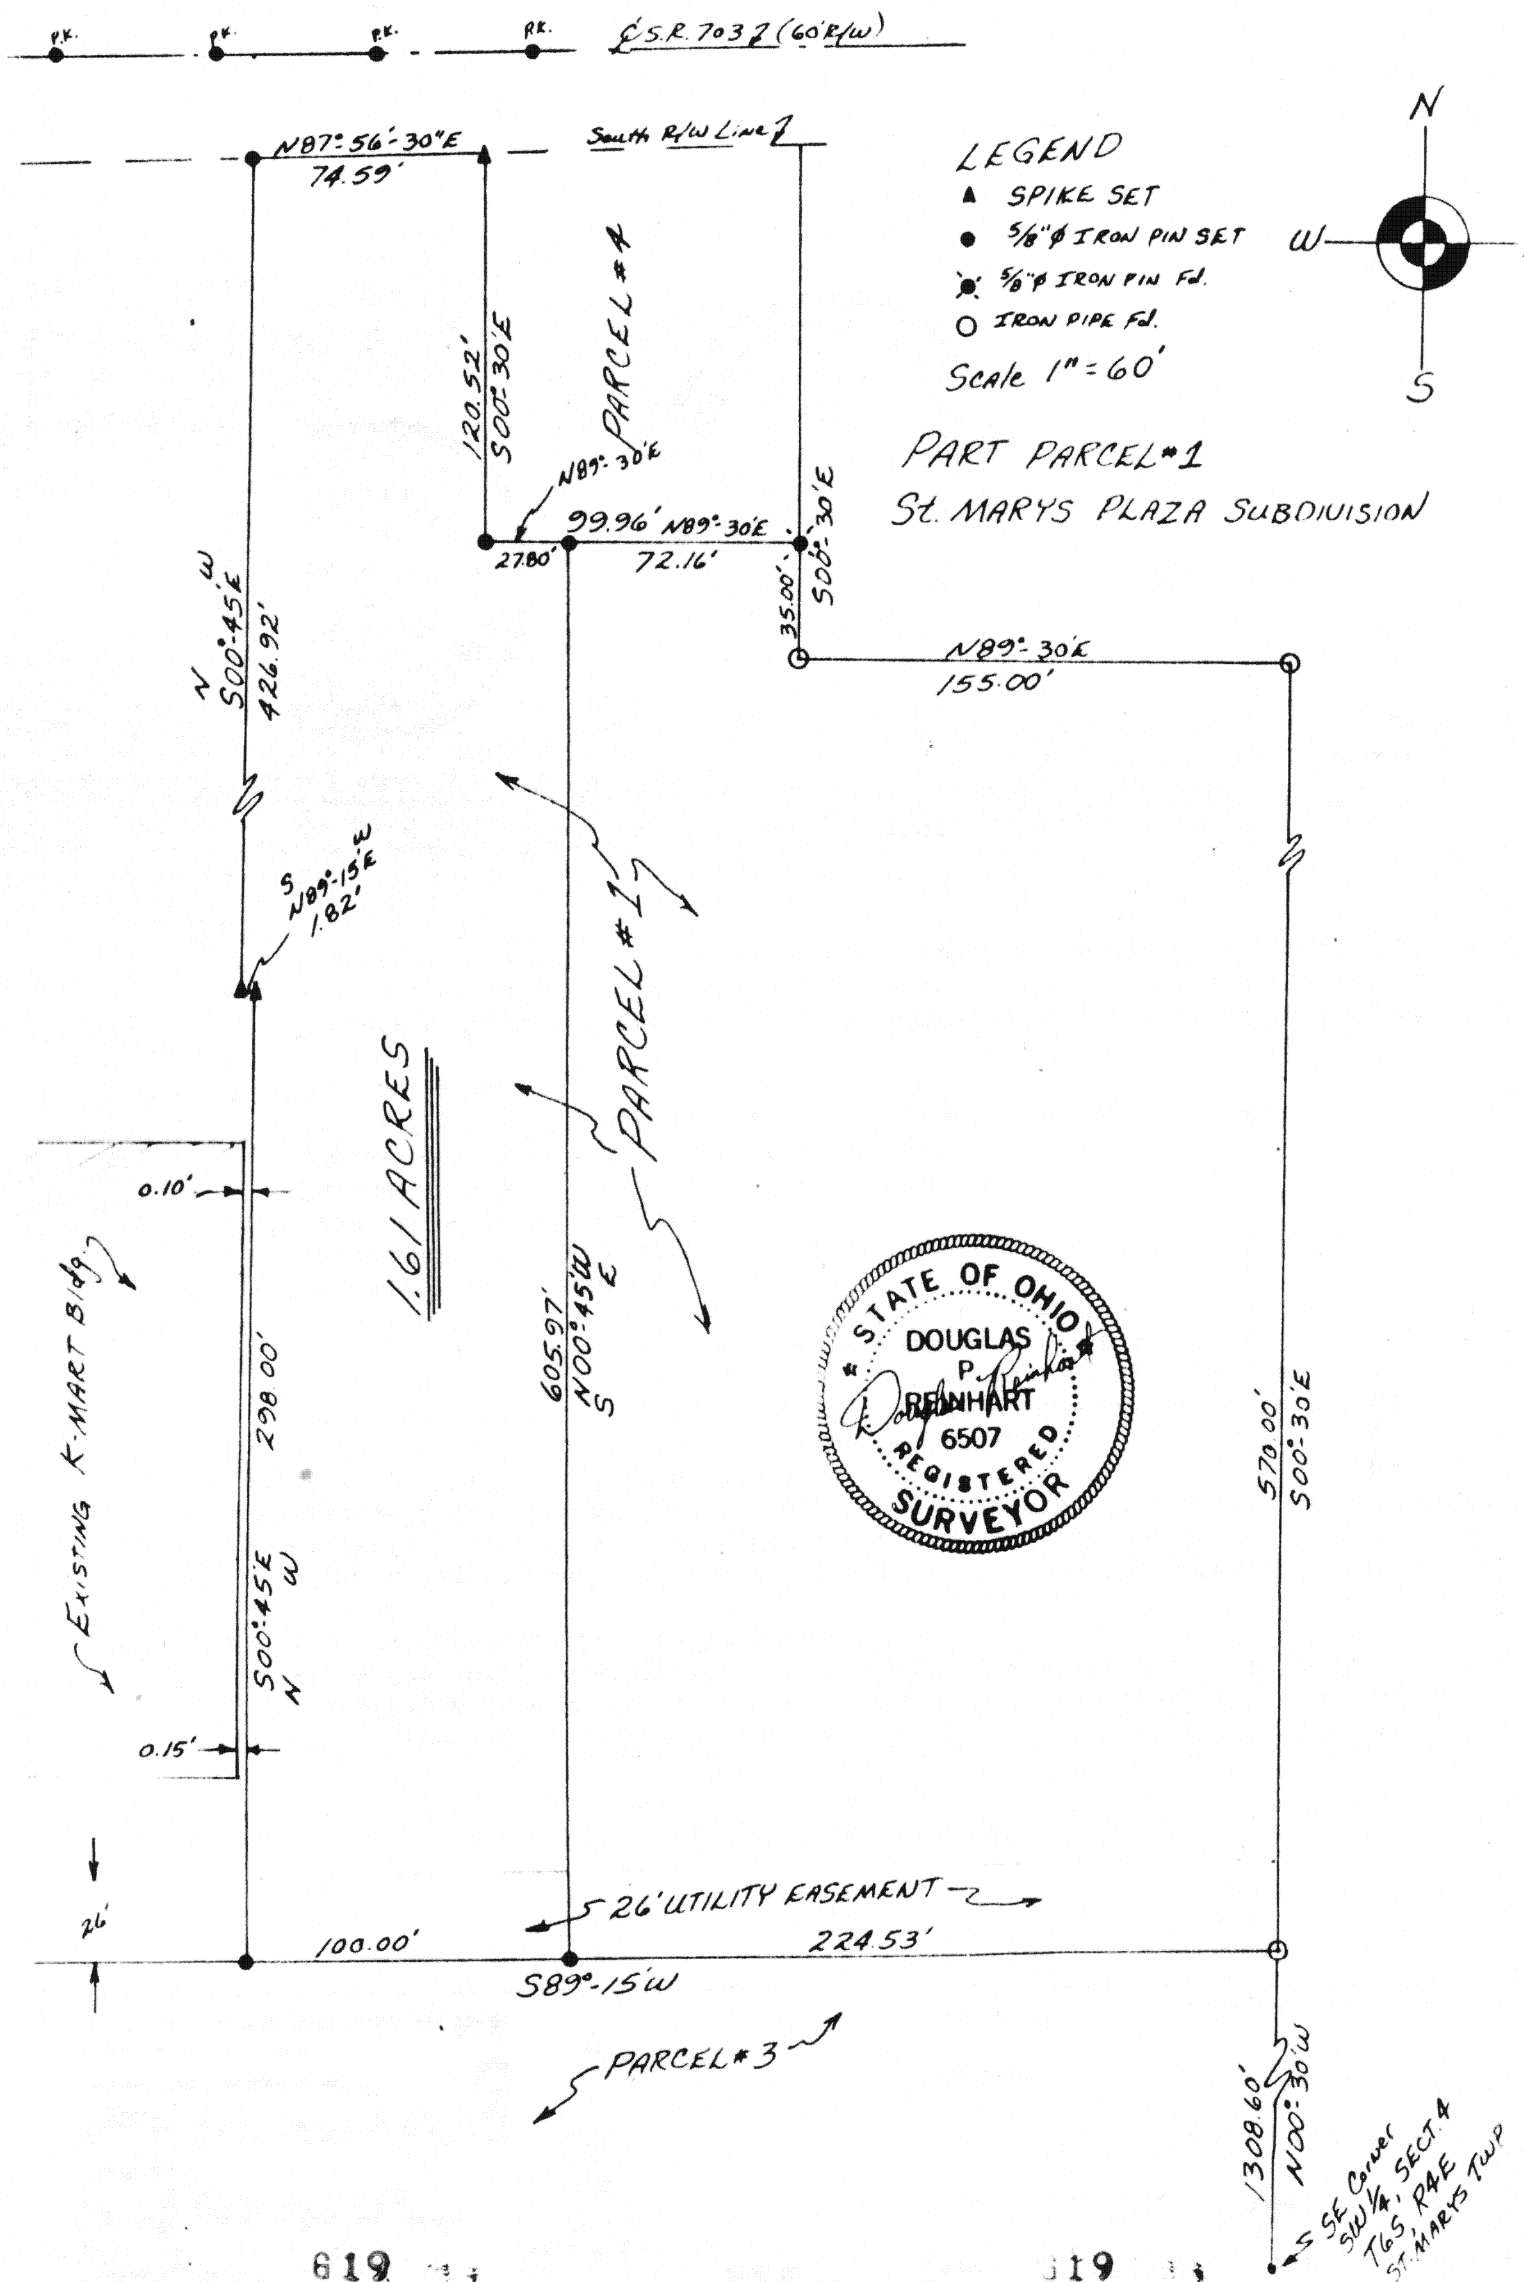 P.K.
P.K.
P.K.
P.K.
℄ S.R. 703 (60' R/W)
N87°-56'-30"E
74.59'
South R/W Line
N
W
S
LEGEND
▲ SPIKE SET
● 5/8"ø IRON PIN SET
5/8"ø IRON PIN Fd.
○ IRON PIPE Fd.
Scale 1" = 60'
PART PARCEL #1
St. MARYS PLAZA SUBDIVISION
PARCEL #4
120.52'
S00°-30'E
N89°-30'E
99.96' N89°-30'E
27.80'
72.16'
35.00'
S00°-30'E
N89°-30'E
155.00'
N W
S00°-45'E
426.92'
S W
N89°-15'E
1.82'
PARCEL #1
1.61 ACRES
0.10'
Existing K-MART Bldg.
298.00'
S00°-45'E
N W
0.15'
605.97'
N00°-45'W
S E
STATE OF OHIO
DOUGLAS
P.
REINHART
6507
REGISTERED
SURVEYOR
Douglas Reinhart
570.00'
S00°-30'E
26'
26' UTILITY EASEMENT
100.00'
224.53'
S89°-15'W
PARCEL #3
1308.60'
N00°-30'W
SE Corner
SW 1/4, SECT. 4
T6S, R4E
ST. MARYS TWP
619
619